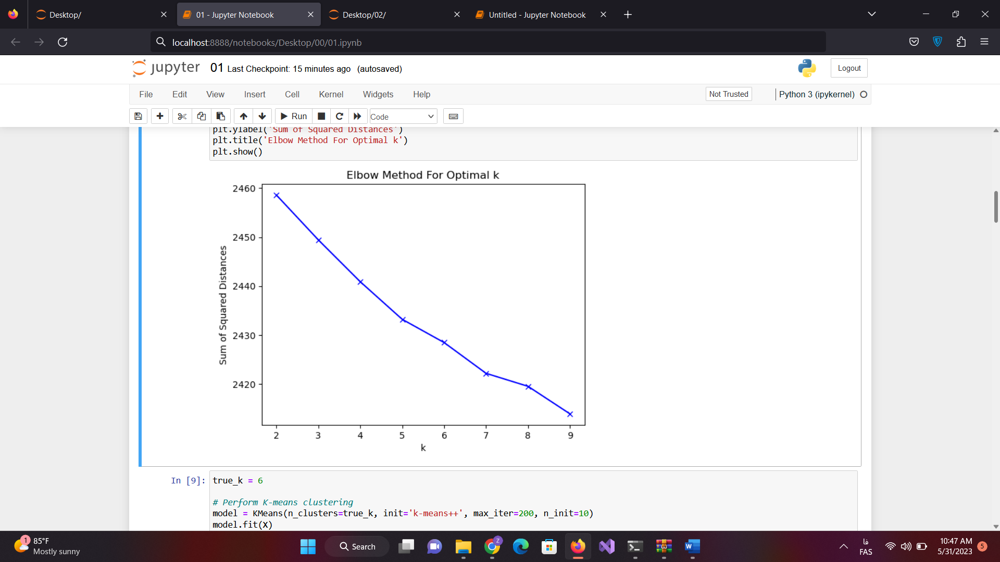 Desktop/
01 - Jupyter Notebook
Desktop/02/
Untitled - Jupyter Notebook
localhost:8888/notebooks/Desktop/00/01.ipynb
jupyter 01 Last Checkpoint: 15 minutes ago (autosaved)
Logout
File Edit View Insert Cell Kernel Widgets Help
Not Trusted
Python 3 (ipykernel)
Run
Code
plt.ylabel('Sum of Squared Distances')
plt.title('Elbow Method For Optimal k')
plt.show()
Elbow Method For Optimal k
2460
2450
2440
2430
2420
Sum of Squared Distances
2 3 4 5 6 7 8 9
k
In [9]:
true_k = 6
# Perform K-means clustering
model = KMeans(n_clusters=true_k, init='k-means++', max_iter=200, n_init=10)
model.fit(X)
1
85°F
Mostly sunny
Search
Z
W
فا
FAS
10:47 AM
5/31/2023
5